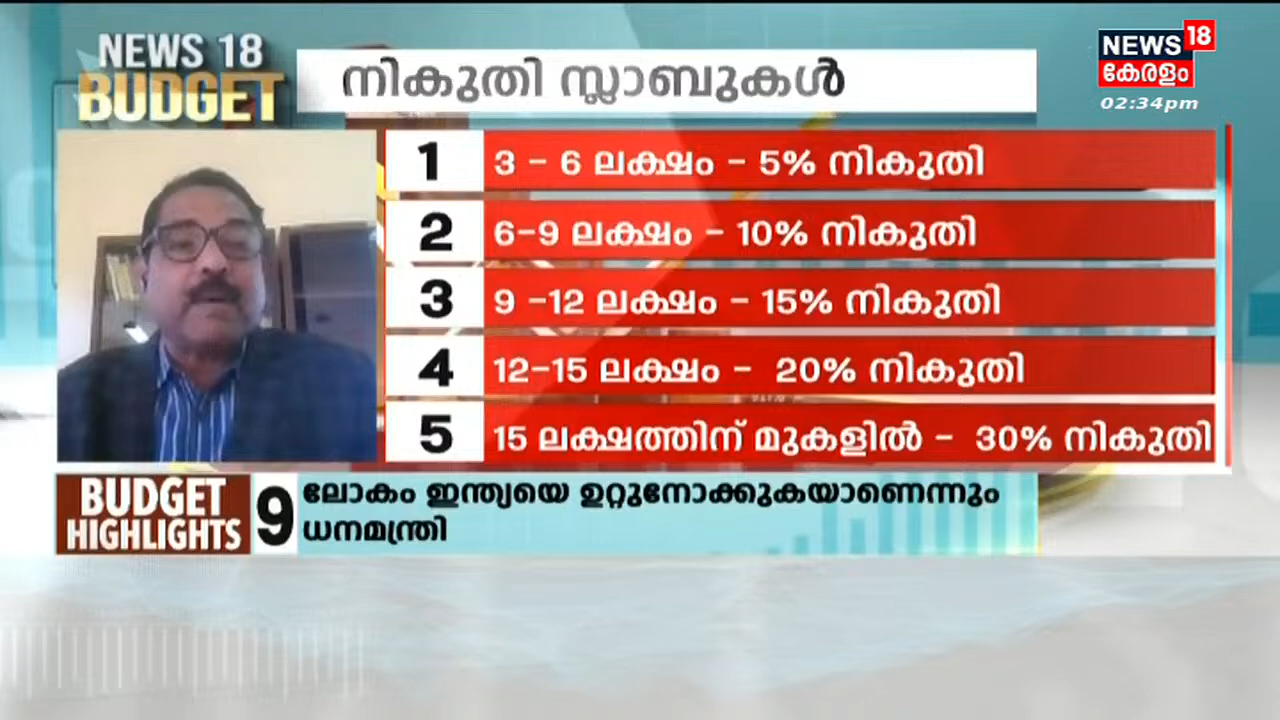 NEWS 18
BUDGET
നികുതി സ്ലാബുകൾ
NEWS 18
കേരളം
02:34pm
1 3 - 6 ലക്ഷം - 5% നികുതി
2 6-9 ലക്ഷം - 10% നികുതി
3 9 -12 ലക്ഷം - 15% നികുതി
4 12-15 ലക്ഷം - 20% നികുതി
5 15 ലക്ഷത്തിന് മുകളിൽ - 30% നികുതി
BUDGET
HIGHLIGHTS
9
ലോകം ഇന്ത്യയെ ഉറ്റുനോക്കുകയാണെന്നും
ധനമന്ത്രി